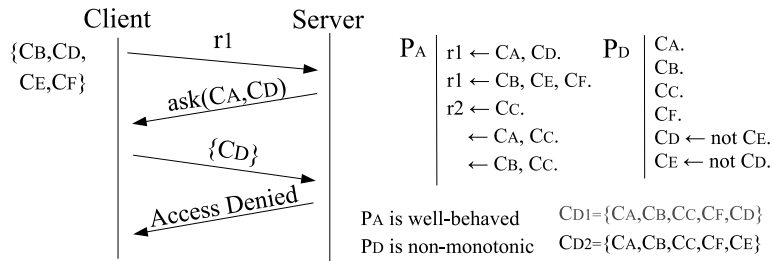 Client Server
{CB,CD,
CE,CF}
r1
ask(CA,CD)
{CD}
Access Denied
PA
r1 ← CA, CD.
r1 ← CB, CE, CF.
r2 ← CC.
← CA, CC.
← CB, CC.
PD
CA.
CB.
CC.
CF.
CD ← not CE.
CE ← not CD.
PA is well-behaved
PD is non-monotonic
CD1={CA,CB,CC,CF,CD}
CD2={CA,CB,CC,CF,CE}